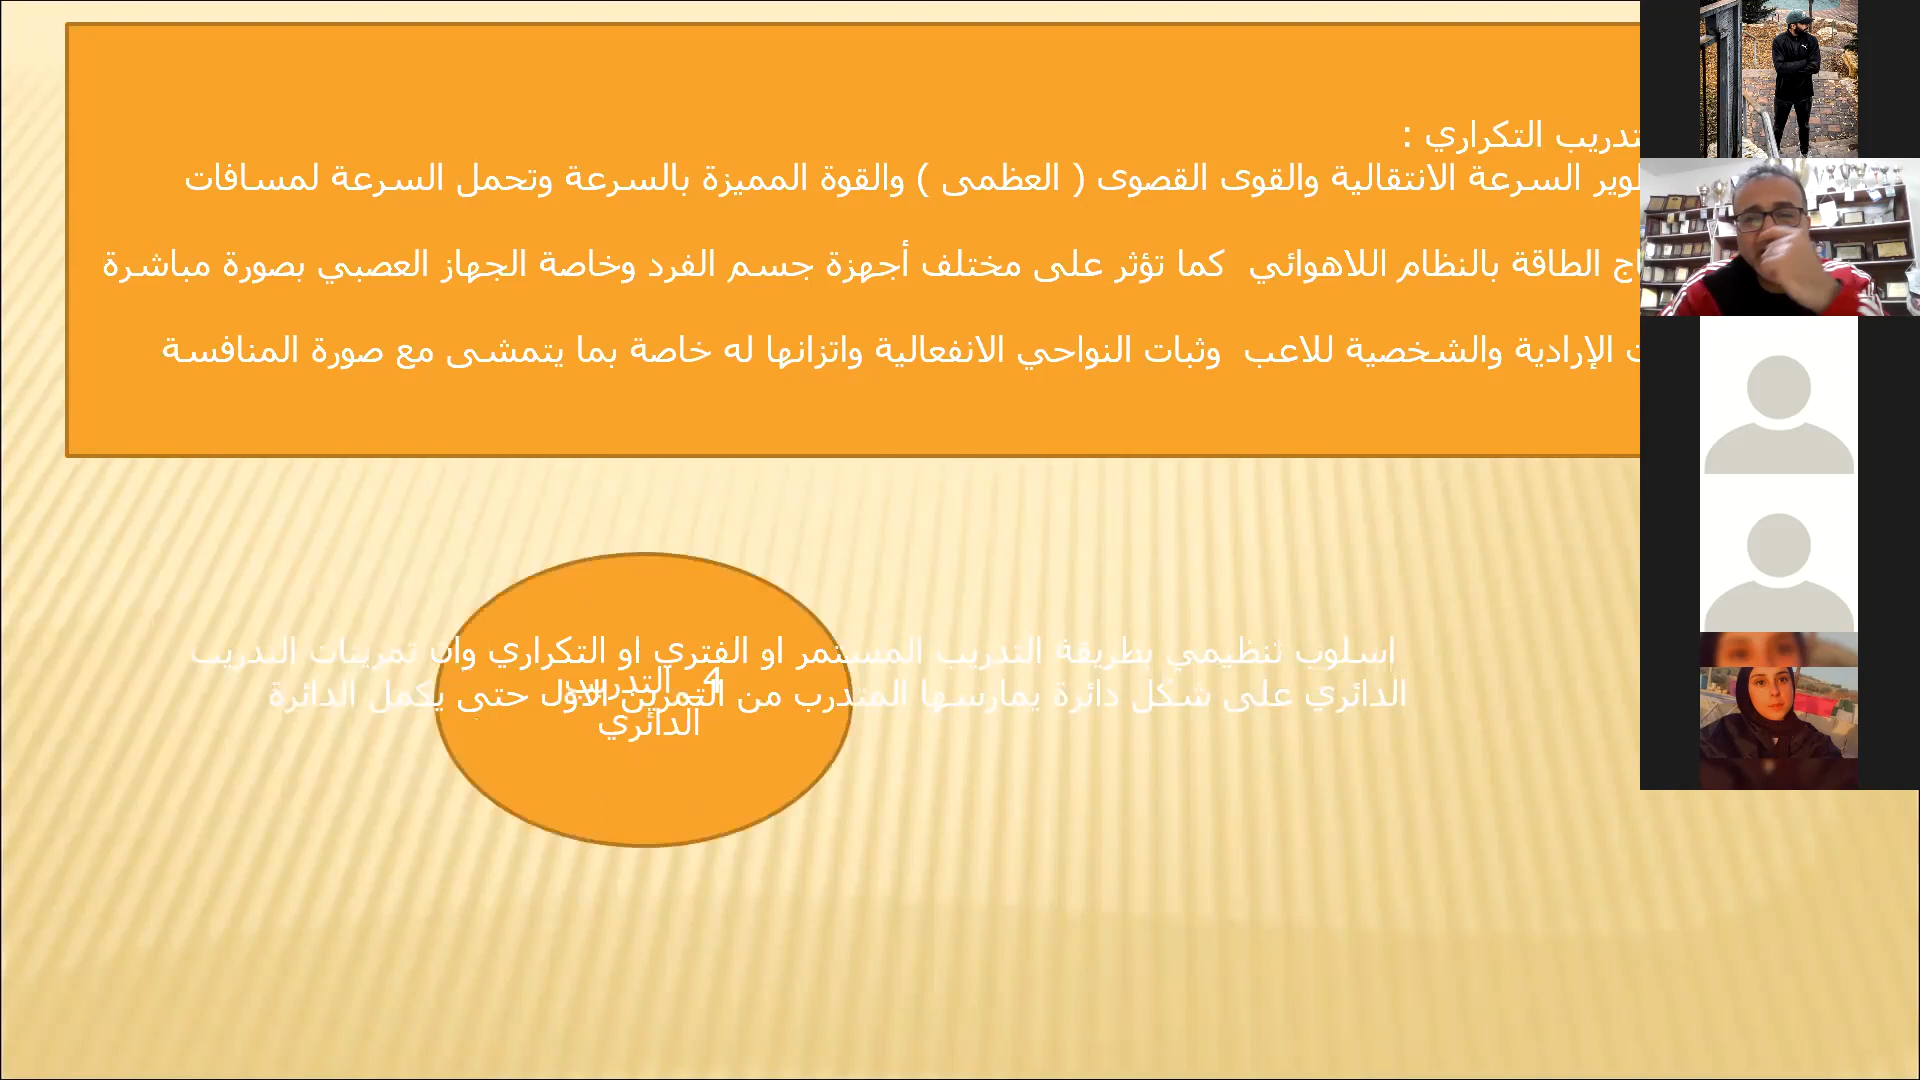 تدريب التكراري :
وير السرعة الانتقالية والقوى القصوى ( العظمى ) والقوة المميزة بالسرعة وتحمل السرعة لمسافات
اج الطاقة بالنظام اللاهوائي كما تؤثر على مختلف أجهزة جسم الفرد وخاصة الجهاز العصبي بصورة مباشرة
ت الإرادية والشخصية للاعب وثبات النواحي الانفعالية واتزانها له خاصة بما يتمشى مع صورة المنافسة
اسلوب تنظيمي بطريقة التدريب المستمر او الفتري او التكراري وان تمرينات التدريب
الدائري على شكل دائرة يمارسها المتدرب من التمرين الاول حتى يكمل الدائرة
4_ التدريب
الدائري